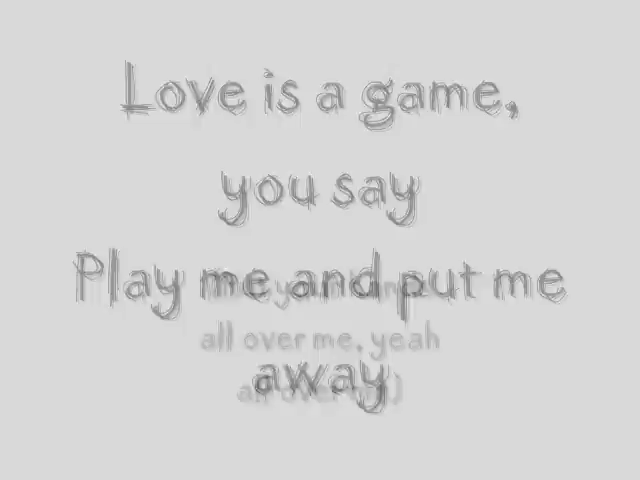 Love is a game,
you say
Play me and put me
all over me, yeah
away